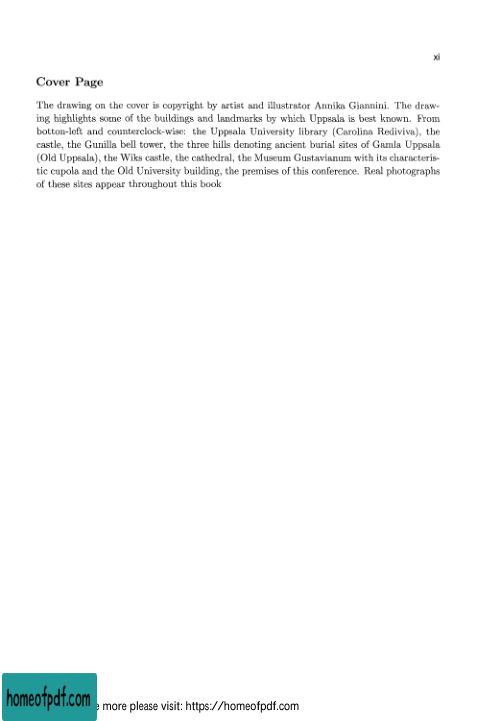 xi
Cover Page
The drawing on the cover is copyright by artist and illustrator Annika Giannini. The draw-
ing highlights some of the buildings and landmarks by which Uppsala is best known. From
botton-left and counterclock-wise: the Uppsala University library (Carolina Rediviva), the
castle, the Gunilla bell tower, the three hills denoting ancient burial sites of Gamla Uppsala
(Old Uppsala), the Wiks castle, the cathedral, the Museum Gustavianum with its characteris-
tic cupola and the Old University building, the premises of this conference. Real photographs
of these sites appear throughout this book
homeofpdf.com
more please visit: https://homeofpdf.com